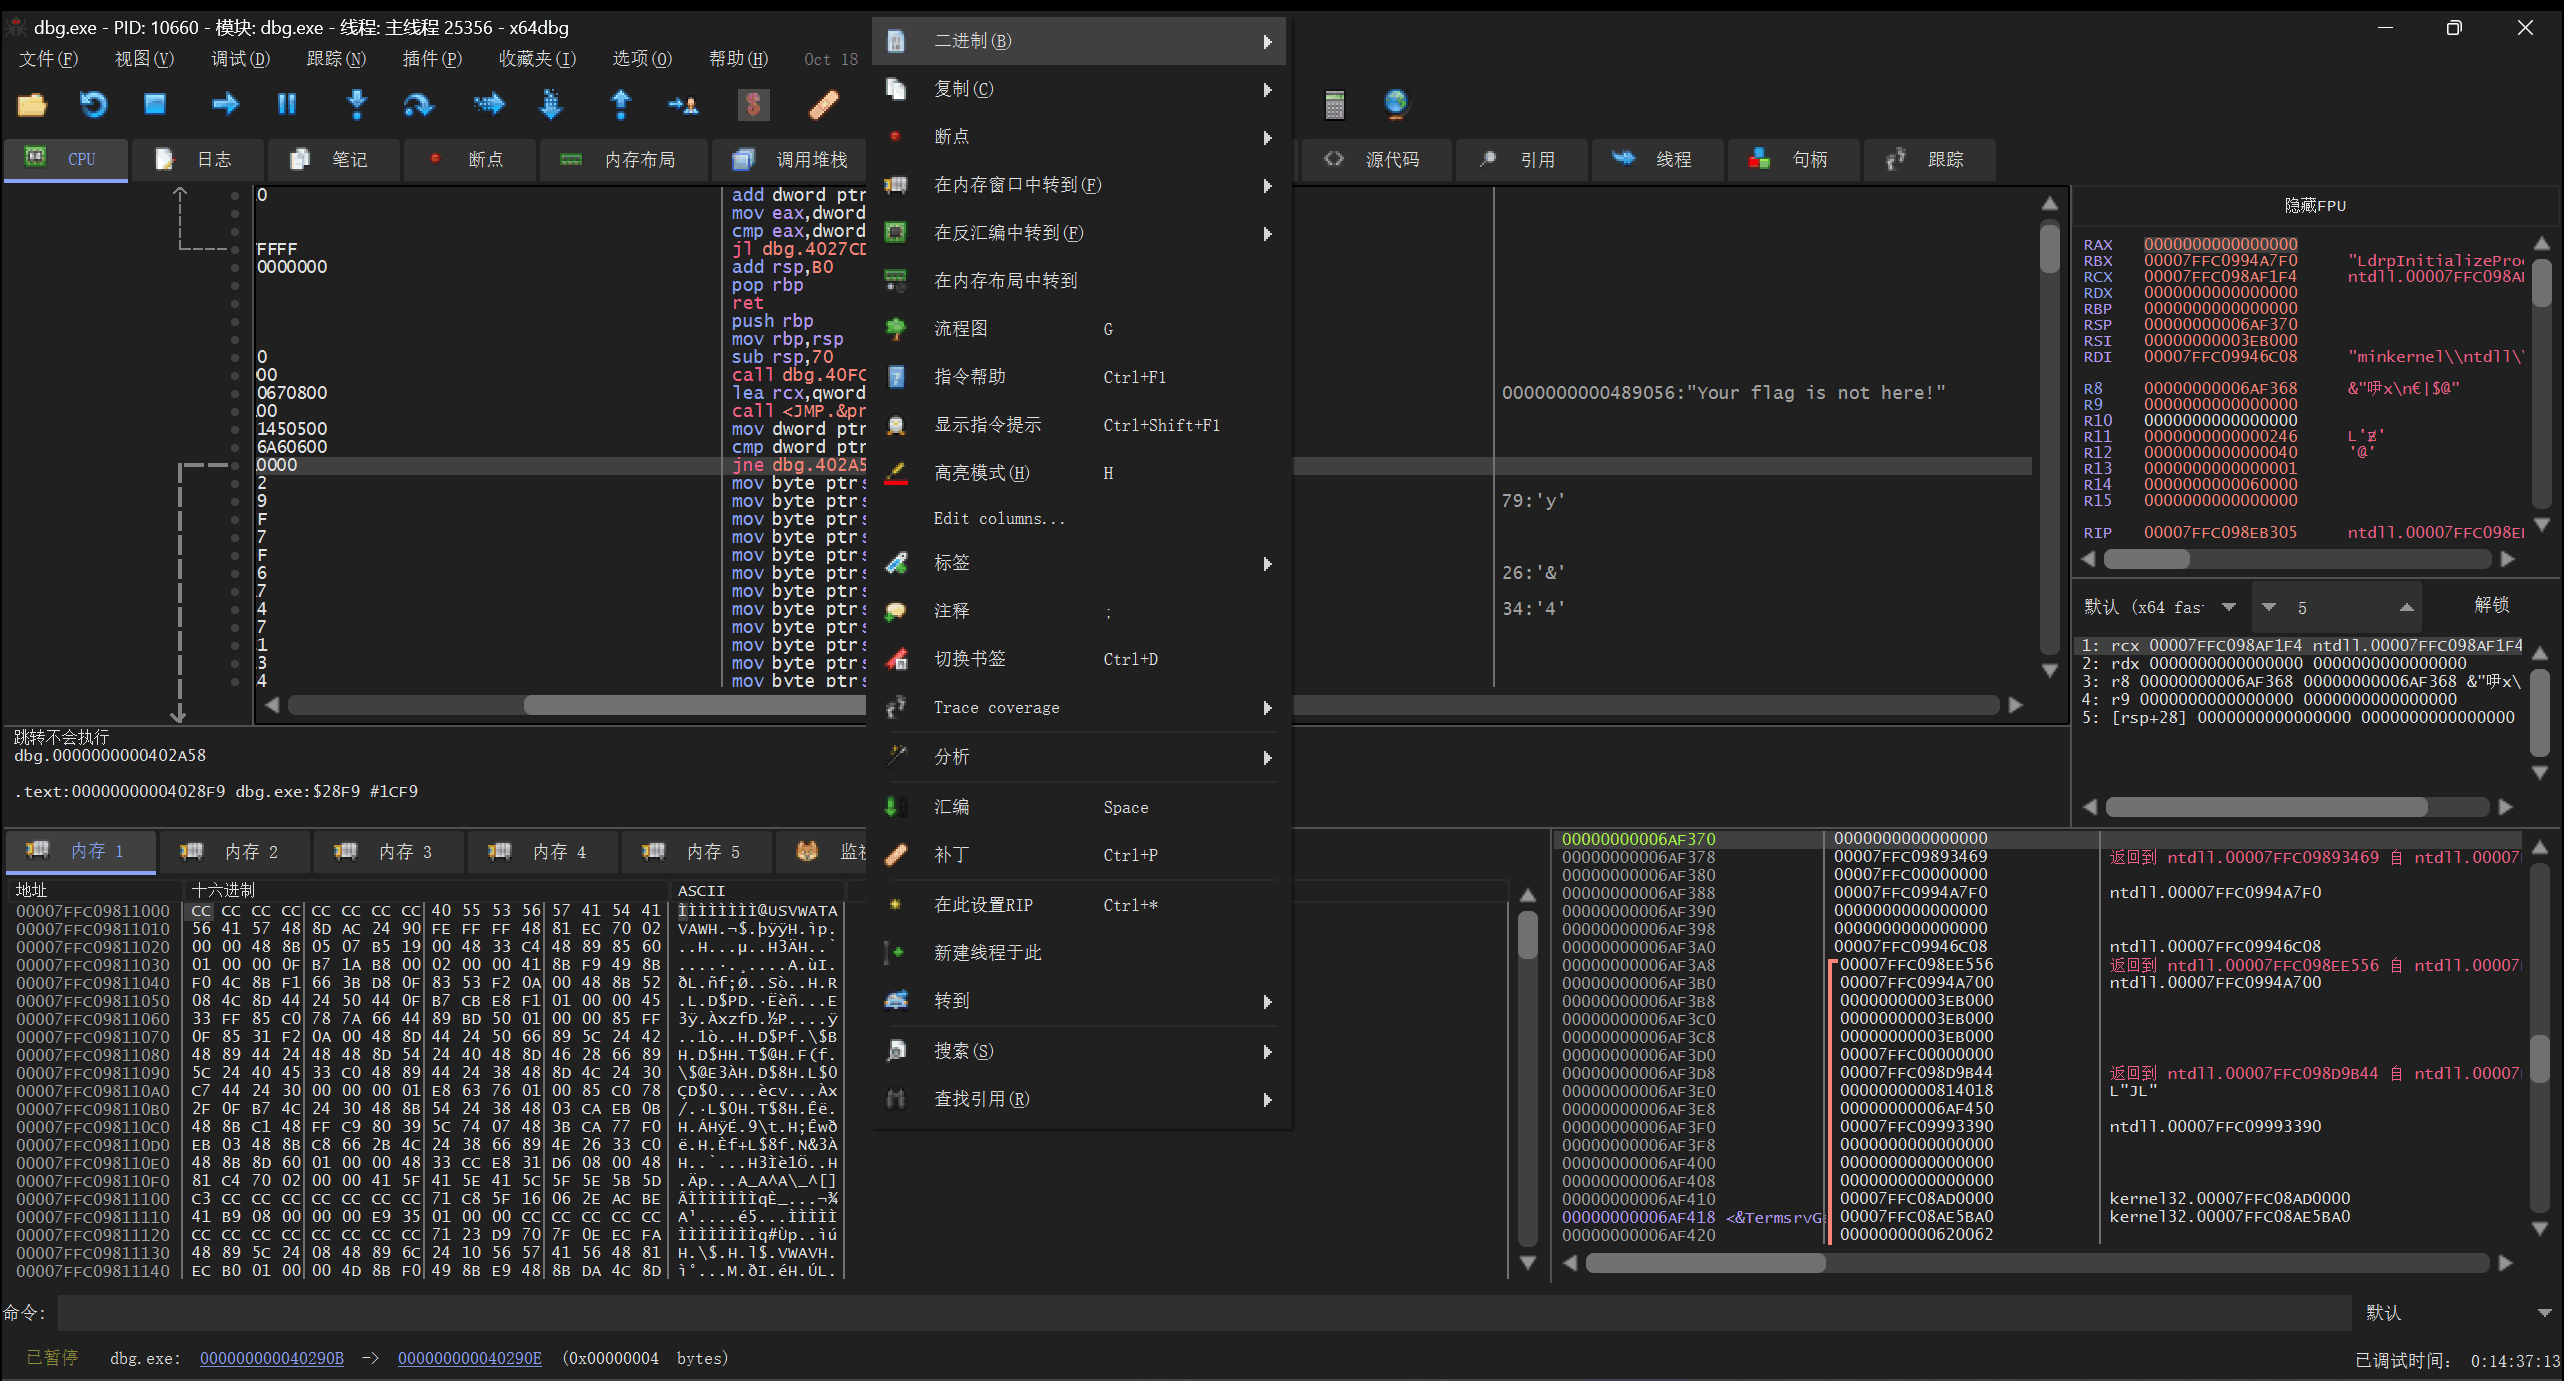 dbg.exe - PID: 10660 - 模块: dbg.exe - 线程: 主线程 25356 - x64dbg
文件(F) 视图(V) 调试(D) 跟踪(N) 插件(P) 收藏夹(I) 选项(O) 帮助(H) Oct 18
CPU 日志 笔记 断点 内存布局 调用堆栈 源代码 引用 线程 句柄 跟踪
0
FFFF
0000000
0
00
0670800
00
1450500
6A60600
0000
2
9
F
7
F
6
7
4
7
1
3
4
add dword ptr
mov eax,dword
cmp eax,dword
jl dbg.4027CD
add rsp,B0
pop rbp
ret
push rbp
mov rbp,rsp
sub rsp,70
call dbg.40FC
lea rcx,qword
call <JMP.&pr
mov dword ptr
cmp dword ptr
jne dbg.402A5
mov byte ptr s
mov byte ptr s
mov byte ptr s
mov byte ptr s
mov byte ptr s
mov byte ptr s
mov byte ptr s
mov byte ptr s
mov byte ptr s
mov byte ptr s
mov byte ptr s
mov byte ptr s
0000000000489056:"Your flag is not here!"
79:'y'
26:'&'
34:'4'
二进制(B)
复制(C)
断点
在内存窗口中转到(F)
在反汇编中转到(F)
在内存布局中转到
流程图 G
指令帮助 Ctrl+F1
显示指令提示 Ctrl+Shift+F1
高亮模式(H) H
Edit columns...
标签
注释 ;
切换书签 Ctrl+D
Trace coverage
分析
汇编 Space
补丁 Ctrl+P
在此设置RIP Ctrl+*
新建线程于此
转到
搜索(S)
查找引用(R)
隐藏FPU
RAX 0000000000000000
RBX 00007FFC0994A7F0 "LdrpInitializePro
RCX 00007FFC098AF1F4 ntdll.00007FFC098A
RDX 0000000000000000
RBP 0000000000000000
RSP 00000000006AF370
RSI 00000000003EB000
RDI 00007FFC09946C08 "minkernel\\ntdll\
R8 00000000006AF368 &"吚x\n€|$@"
R9 0000000000000000
R10 0000000000000000
R11 0000000000000246
R12 0000000000000040 '@'
R13 0000000000000001
R14 0000000000060000
R15 0000000000000000
RIP 00007FFC098EB305 ntdll.00007FFC098E
默认 (x64 fas 5 解锁
1: rcx 00007FFC098AF1F4 ntdll.00007FFC098AF1F4
2: rdx 0000000000000000 0000000000000000
3: r8 00000000006AF368 00000000006AF368 &"吚x\
4: r9 0000000000000000 0000000000000000
5: [rsp+28] 0000000000000000 0000000000000000
跳转不会执行
dbg.0000000000402A58
.text:00000000004028F9 dbg.exe:$28F9 #1CF9
内存 1 内存 2 内存 3 内存 4 内存 5 监视
地址 十六进制 ASCII
00007FFC09811000 CC CC CC CC CC CC CC CC 40 55 53 56 57 41 54 41 ÌÌÌÌÌÌÌÌ@USVWATA
00007FFC09811010 56 41 57 48 8D AC 24 90 FE FF FF 48 81 EC 70 02 VAWH.¬$.þÿÿH.ìp.
00007FFC09811020 00 00 48 8B 05 07 B5 19 00 48 33 C4 48 89 85 60 ..H...µ..H3ÄH..`
00007FFC09811030 01 00 00 0F B7 1A B8 00 02 00 00 41 8B F9 49 8B ....·.¸....A.ùI.
00007FFC09811040 F0 4C 8B F1 66 3B D8 0F 83 53 F2 0A 00 48 8B 52 ðL.ñf;Ø..Sò..H.R
00007FFC09811050 08 4C 8D 44 24 50 44 0F B7 CB E8 F1 01 00 00 45 .L.D$PD.·Ëèñ...E
00007FFC09811060 33 FF 85 C0 78 7A 66 44 89 BD 50 01 00 00 85 FF 3ÿ.ÀxzfD.½P....ÿ
00007FFC09811070 0F 85 31 F2 0A 00 48 8D 44 24 50 66 89 5C 24 42 ..1ò..H.D$Pf.\$B
00007FFC09811080 48 89 44 24 48 48 8D 54 24 40 48 8D 46 28 66 89 H.D$HH.T$@H.F(f.
00007FFC09811090 5C 24 40 45 33 C0 48 89 44 24 38 48 8D 4C 24 30 \$@E3ÀH.D$8H.L$0
00007FFC098110A0 C7 44 24 30 00 00 00 01 E8 63 76 01 00 85 C0 78 ÇD$0....ècv...Àx
00007FFC098110B0 2F 0F B7 4C 24 30 48 8B 54 24 38 48 03 CA EB 0B /.·L$0H.T$8H.Êë.
00007FFC098110C0 48 8B C1 48 FF C9 80 39 5C 74 07 48 3B CA 77 F0 H.ÁHÿÉ.9\t.H;Êwð
00007FFC098110D0 EB 03 48 8B C8 66 2B 4C 24 38 66 89 4E 26 33 C0 ë.H.Èf+L$8f.N&3À
00007FFC098110E0 48 8B 8D 60 01 00 00 48 33 CC E8 31 D6 08 00 48 H..`...H3Ìè1Ö..H
00007FFC098110F0 81 C4 70 02 00 00 41 5F 41 5E 41 5C 5F 5E 5B 5D .Äp...A_A^A\_^[]
00007FFC09811100 C3 CC CC CC CC CC CC CC 71 C8 5F 16 06 2E AC BE ÃÌÌÌÌÌÌÌqÈ_...¬¾
00007FFC09811110 41 B9 08 00 00 00 E9 35 01 00 00 CC CC CC CC CC A¹....é5...ÌÌÌÌÌ
00007FFC09811120 CC CC CC CC CC CC CC CC 71 23 D9 70 7F 0E EC FA ÌÌÌÌÌÌÌÌq#Ùp..ìú
00007FFC09811130 48 89 5C 24 08 48 89 6C 24 10 56 57 41 56 48 81 H.\$.H.l$.VWAVH.
00007FFC09811140 EC B0 01 00 00 4D 8B F0 49 8B E9 48 8B DA 4C 8D ì°...M.ðI.éH.ÚL.
00000000006AF370 0000000000000000
00000000006AF378 00007FFC09893469 返回到 ntdll.00007FFC09893469 自 ntdll.00007
00000000006AF380 00007FFC00000000
00000000006AF388 00007FFC0994A7F0 ntdll.00007FFC0994A7F0
00000000006AF390 0000000000000000
00000000006AF398 0000000000000000
00000000006AF3A0 00007FFC09946C08 ntdll.00007FFC09946C08
00000000006AF3A8 00007FFC098EE556 返回到 ntdll.00007FFC098EE556 自 ntdll.00007
00000000006AF3B0 00007FFC0994A700 ntdll.00007FFC0994A700
00000000006AF3B8 00000000003EB000
00000000006AF3C0 00000000003EB000
00000000006AF3C8 00000000003EB000
00000000006AF3D0 00007FFC00000000
00000000006AF3D8 00007FFC098D9B44 返回到 ntdll.00007FFC098D9B44 自 ntdll.00007
00000000006AF3E0 0000000000814018 L"JL"
00000000006AF3E8 00000000006AF450
00000000006AF3F0 00007FFC09993390 ntdll.00007FFC09993390
00000000006AF3F8 0000000000000000
00000000006AF400 0000000000000000
00000000006AF408 0000000000000000
00000000006AF410 00007FFC08AD0000 kernel32.00007FFC08AD0000
00000000006AF418 <&TermsrvG 00007FFC08AE5BA0 kernel32.00007FFC08AE5BA0
00000000006AF420 0000000000620062
命令: 默认
已暂停 dbg.exe: 000000000040290B -> 000000000040290E (0x00000004 bytes) 已调试时间: 0:14:37:13